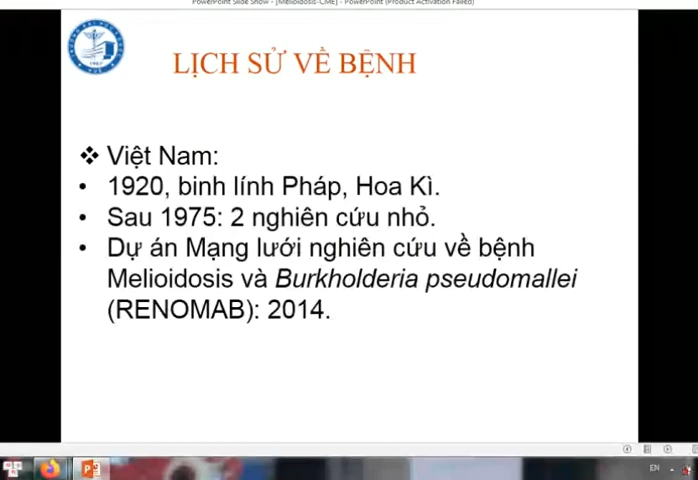 PowerPoint Slide Show - [Melioidosis-CME] - PowerPoint (Product Activation Failed)
LỊCH SỬ VỀ BỆNH
❖ Việt Nam:
• 1920, binh lính Pháp, Hoa Kì.
• Sau 1975: 2 nghiên cứu nhỏ.
• Dự án Mạng lưới nghiên cứu về bệnh
Melioidosis và Burkholderia pseudomallei
(RENOMAB): 2014.
EN